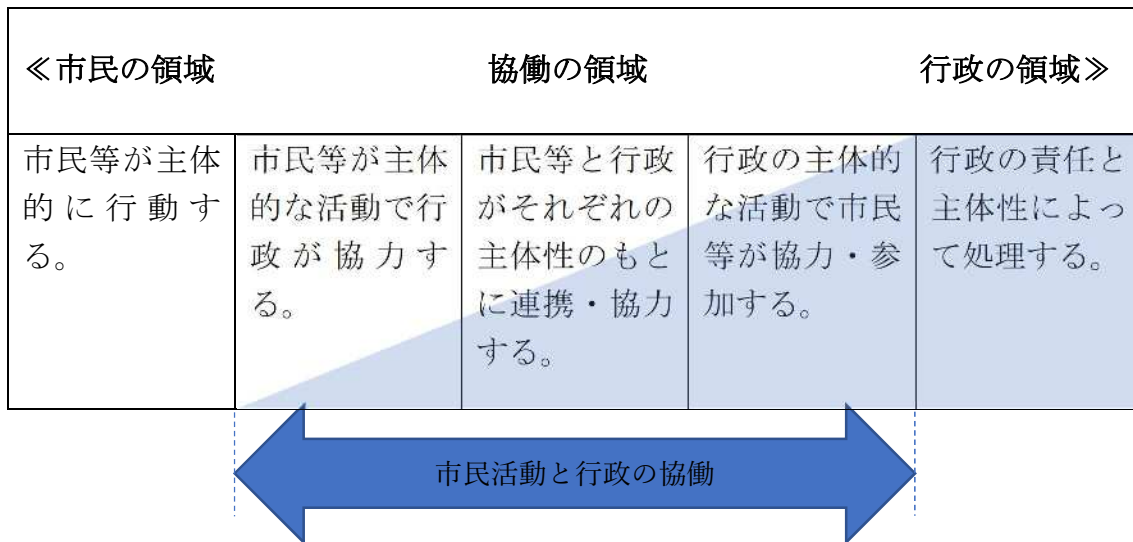 ≪市民の領域 協働の領域 行政の領域≫
市民等が主体
的に行動す
る。
市民等が主体
的な活動で行
政が協力す
る。
市民等と行政
がそれぞれの
主体性のもと
に連携・協力
する。
行政の主体的
な活動で市民
等が協力・参
加する。
行政の責任と
主体性によっ
て処理する。
市民活動と行政の協働